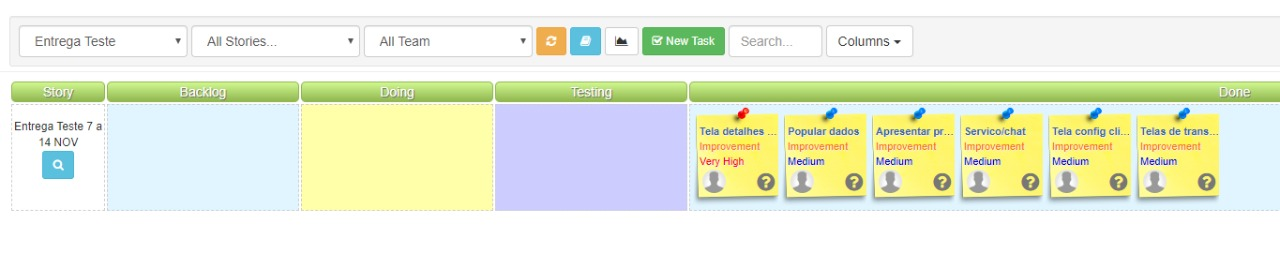 Entrega Teste
All Stories...
All Team
New Task
Search...
Columns
Story
Backlog
Doing
Testing
Done
Entrega Teste 7 a
14 NOV
Tela detalhes ...
Improvement
Very High
Popular dados
Improvement
Medium
Apresentar pr...
Improvement
Medium
Servico/chat
Improvement
Medium
Tela config cli...
Improvement
Medium
Telas de trans...
Improvement
Medium